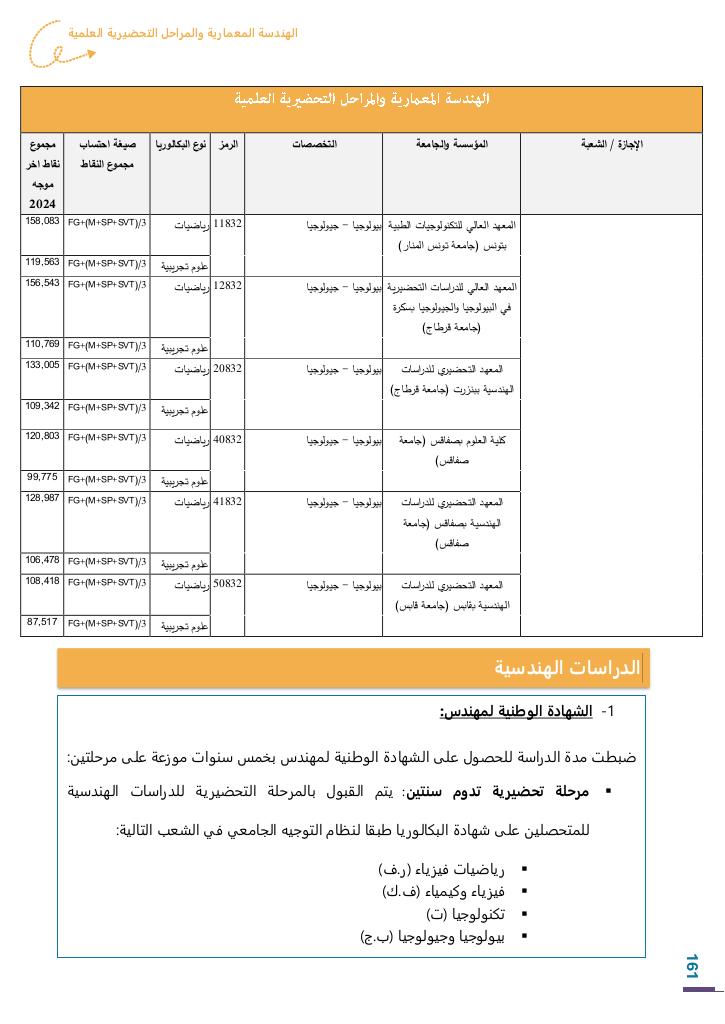 الهندسة المعمارية والمراحل التحضيرية العلمية
الهندسة المعمارية والمراحل التحضيرية العلمية
الإجازة / الشعبة
المؤسسة والجامعة
التخصصات
الرمز
نوع البكالوريا
صيغة احتساب
مجموع النقاط
مجموع
نقاط اخر
موجه
2024
المعهد العالي للتكنولوجيات الطبية
بتونس (جامعة تونس المنار)
بيولوجيا – جيولوجيا
11832
رياضيات
FG+(M+SP+SVT)/3
158,083
علوم تجريبية
FG+(M+SP+SVT)/3
119,563
المعهد العالي للدراسات التحضيرية
في البيولوجيا والجيولوجيا بسكرة
(جامعة قرطاج)
بيولوجيا – جيولوجيا
12832
رياضيات
FG+(M+SP+SVT)/3
156,543
علوم تجريبية
FG+(M+SP+SVT)/3
110,769
المعهد التحضيري للدراسات
الهندسية ببنزرت (جامعة قرطاج)
بيولوجيا – جيولوجيا
20832
رياضيات
FG+(M+SP+SVT)/3
133,005
علوم تجريبية
FG+(M+SP+SVT)/3
109,342
كلية العلوم بصفاقس (جامعة
صفاقس)
بيولوجيا – جيولوجيا
40832
رياضيات
FG+(M+SP+SVT)/3
120,803
علوم تجريبية
FG+(M+SP+SVT)/3
99,775
المعهد التحضيري للدراسات
الهندسية بصفاقس (جامعة
صفاقس)
بيولوجيا – جيولوجيا
41832
رياضيات
FG+(M+SP+SVT)/3
128,987
علوم تجريبية
FG+(M+SP+SVT)/3
106,478
المعهد التحضيري للدراسات
الهندسية بقابس (جامعة قابس)
بيولوجيا – جيولوجيا
50832
رياضيات
FG+(M+SP+SVT)/3
108,418
علوم تجريبية
FG+(M+SP+SVT)/3
87,517
الدراسات الهندسية
1- الشهادة الوطنية لمهندس:
ضبطت مدة الدراسة للحصول على الشهادة الوطنية لمهندس بخمس سنوات موزعة على مرحلتين:
▪ مرحلة تحضيرية تدوم سنتين: يتم القبول بالمرحلة التحضيرية للدراسات الهندسية
للمتحصلين على شهادة البكالوريا طبقا لنظام التوجيه الجامعي في الشعب التالية:
▪ رياضيات فيزياء (ر.ف)
▪ فيزياء وكيمياء (ف.ك)
▪ تكنولوجيا (ت)
▪ بيولوجيا وجيولوجيا (ب.ج)
161